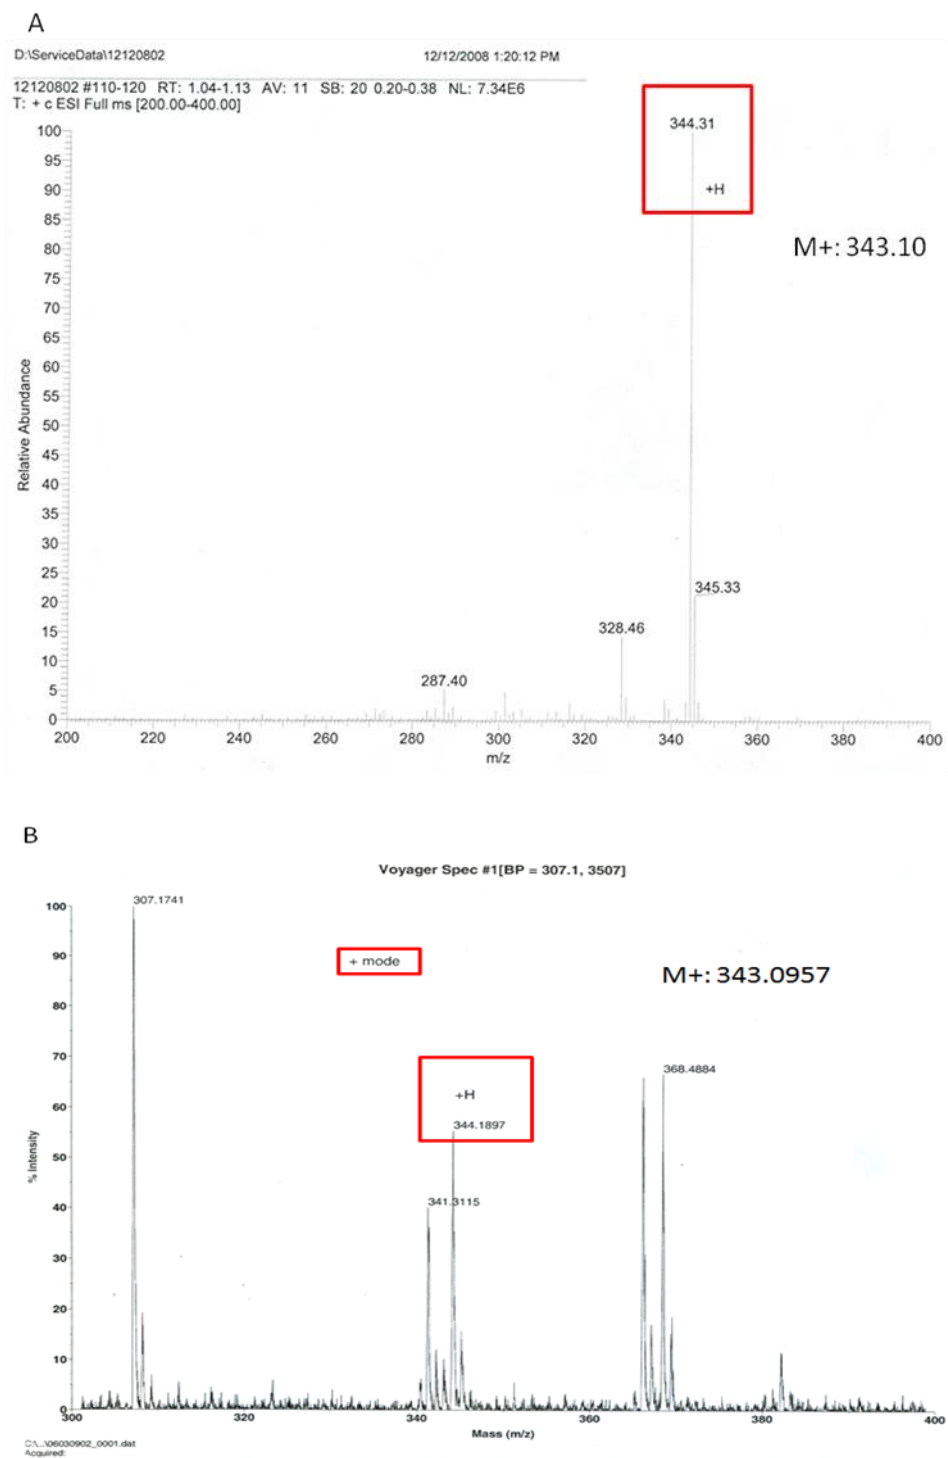 A
D:\ServiceData\12120802 12/12/2008 1:20:12 PM
12120802 #110-120 RT: 1.04-1.13 AV: 11 SB: 20 0.20-0.38 NL: 7.34E6
T: + c ESI Full ms [200.00-400.00]
344.31
+H
M+: 343.10
100
95
90
85
80
75
70
65
60
55
50
45
40
35
30
25
20
15
10
5
0
Relative Abundance
345.33
328.46
287.40
200 220 240 260 280 300 320 340 360 380 400
m/z
B
Voyager Spec #1[BP = 307.1, 3507]
307.1741
+ mode
M+: 343.0957
+H
344.1897
368.4884
341.3115
100
90
80
70
60
50
40
30
20
10
0
% Intensity
300 320 340 360 380 400
Mass (m/z)
C:\...\06030902_0001.dat
Acquired: